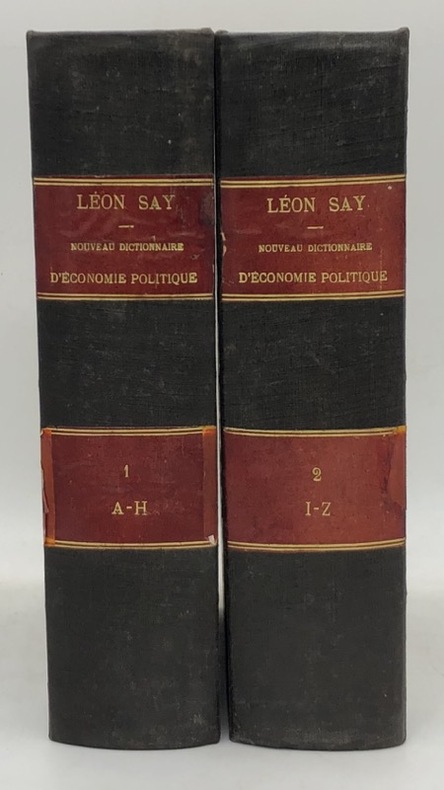 LÉON SAY
NOUVEAU DICTIONNAIRE
D'ÉCONOMIE POLITIQUE
1
A-H
LÉON SAY
NOUVEAU DICTIONNAIRE
D'ÉCONOMIE POLITIQUE
2
I-Z